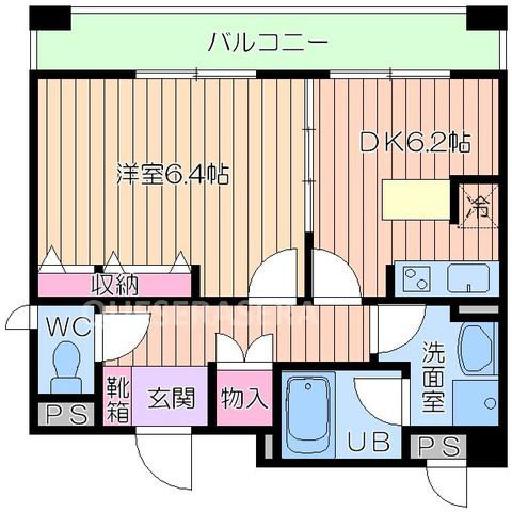 バルコニー
洋室6.4帖
DK6.2帖
冷
収納
QUESERASERA
WC
洗面室
靴箱
玄関
物入
PS
UB
PS